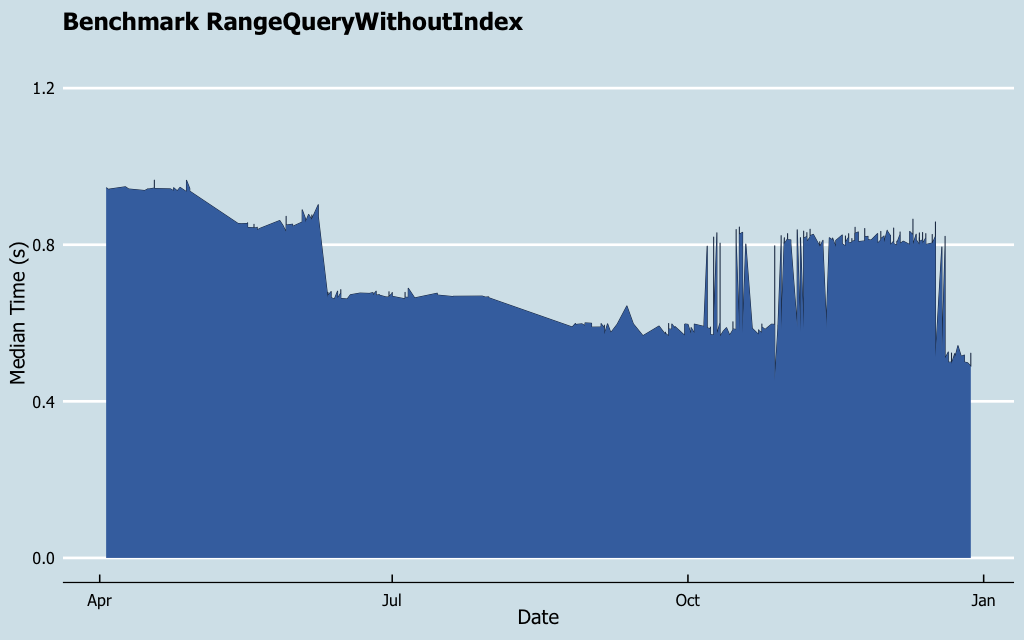 Benchmark RangeQueryWithoutIndex
1.2
0.8
0.4
0.0
Median Time (s)
Apr
Jul
Oct
Jan
Date